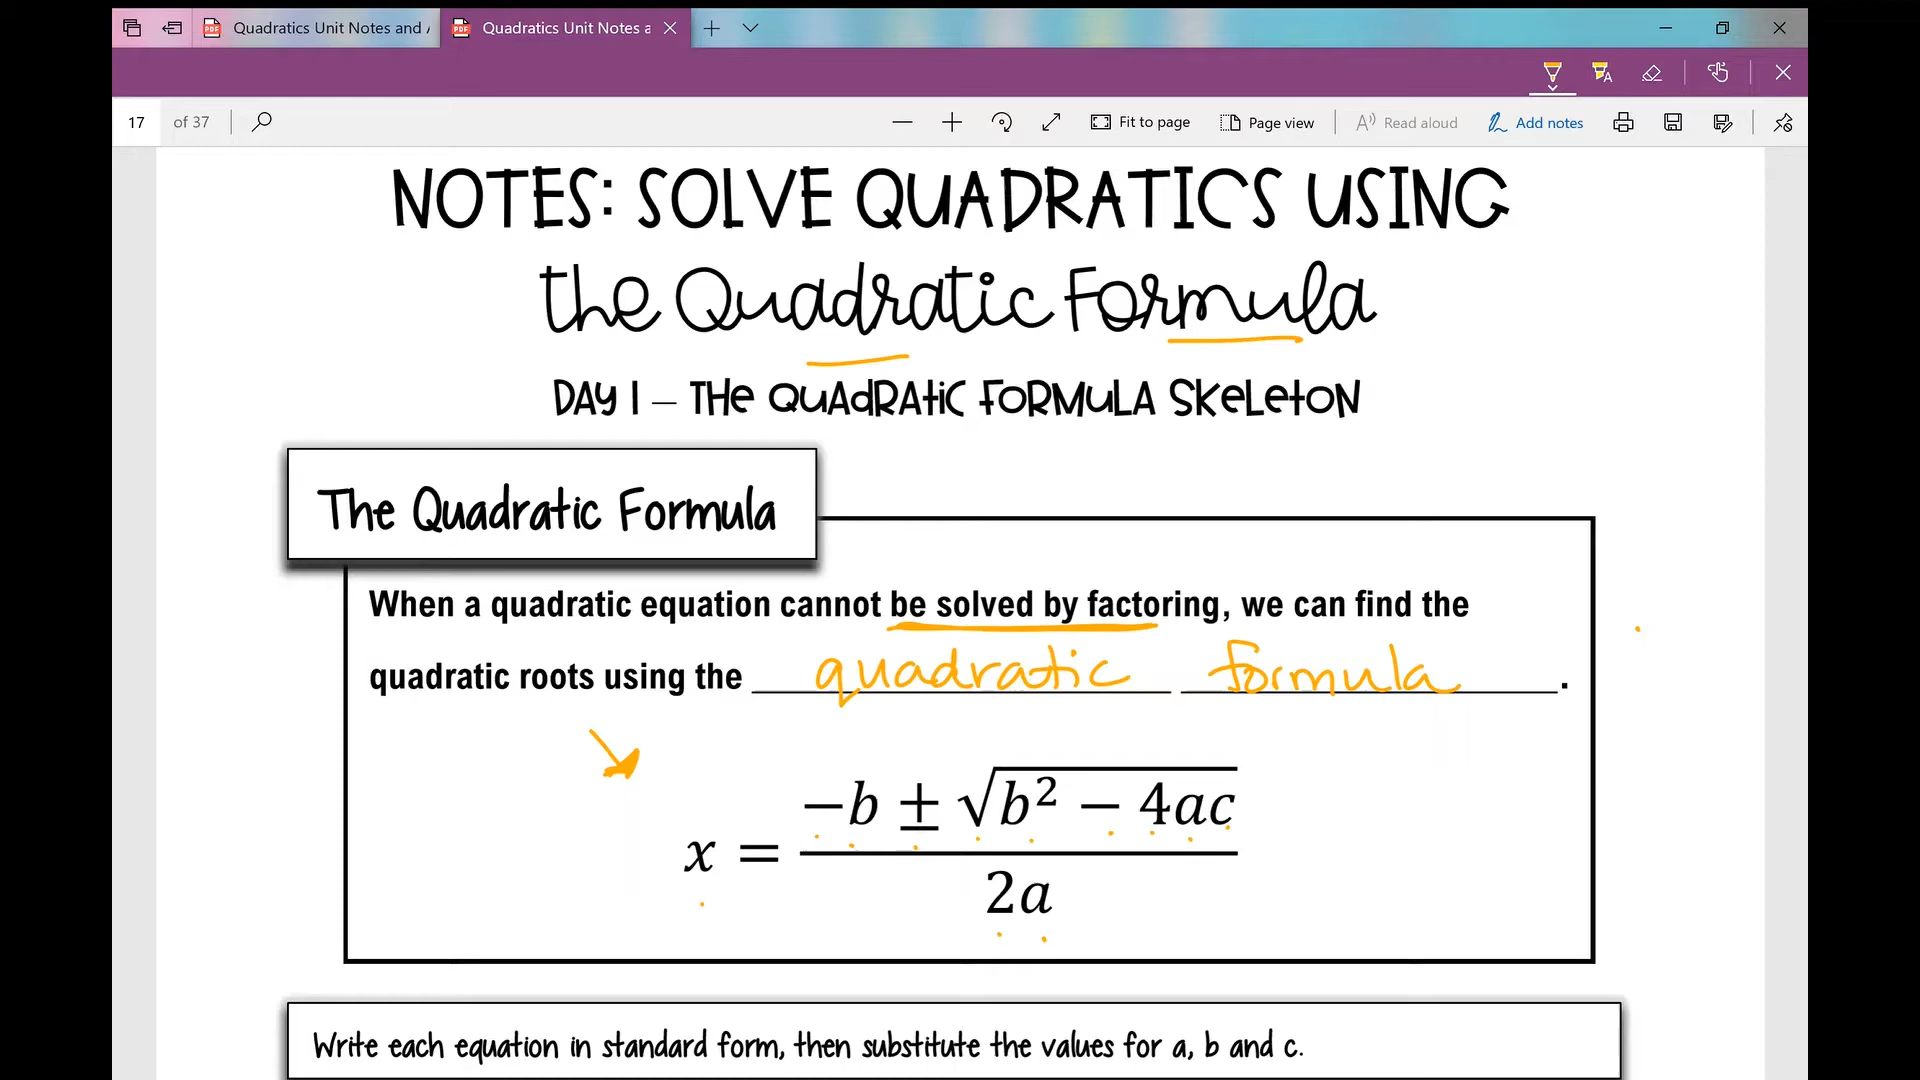 Quadratics Unit Notes and A
Quadratics Unit Notes a
17 of 37
Fit to page
Page view
Read aloud
Add notes
NOTES: SOLVE QUADRATICS USING
the Quadratic Formula
DAY 1 – THE QUADRATIC FORMULA SKELETON
The Quadratic Formula
When a quadratic equation cannot be solved by factoring, we can find the
quadratic roots using the quadratic formula.
x = (-b ± √(b² − 4ac)) / 2a
Write each equation in standard form, then substitute the values for a, b and c.